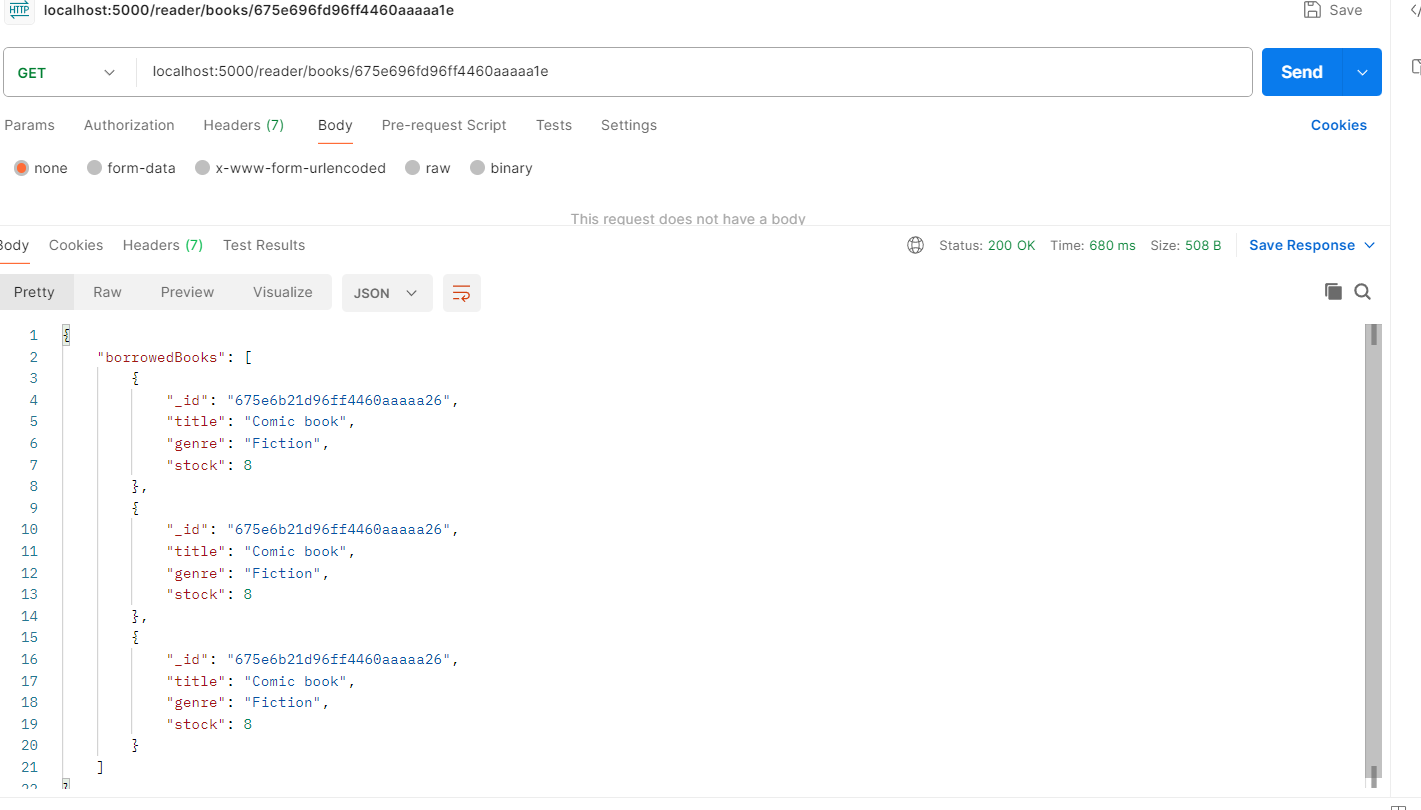 HTTP localhost:5000/reader/books/675e696fd96ff4460aaaaa1e Save
GET localhost:5000/reader/books/675e696fd96ff4460aaaaa1e Send
Params Authorization Headers (7) Body Pre-request Script Tests Settings Cookies
none form-data x-www-form-urlencoded raw binary
This request does not have a body
Body Cookies Headers (7) Test Results Status: 200 OK Time: 680 ms Size: 508 B Save Response
Pretty Raw Preview Visualize JSON
1 {
2 "borrowedBooks": [
3 {
4 "_id": "675e6b21d96ff4460aaaaa26",
5 "title": "Comic book",
6 "genre": "Fiction",
7 "stock": 8
8 },
9 {
10 "_id": "675e6b21d96ff4460aaaaa26",
11 "title": "Comic book",
12 "genre": "Fiction",
13 "stock": 8
14 },
15 {
16 "_id": "675e6b21d96ff4460aaaaa26",
17 "title": "Comic book",
18 "genre": "Fiction",
19 "stock": 8
20 }
21 ]
22 }